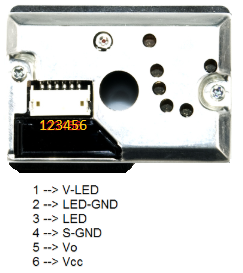 123456
1 --> V-LED
2 --> LED-GND
3 --> LED
4 --> S-GND
5 --> Vo
6 --> Vcc